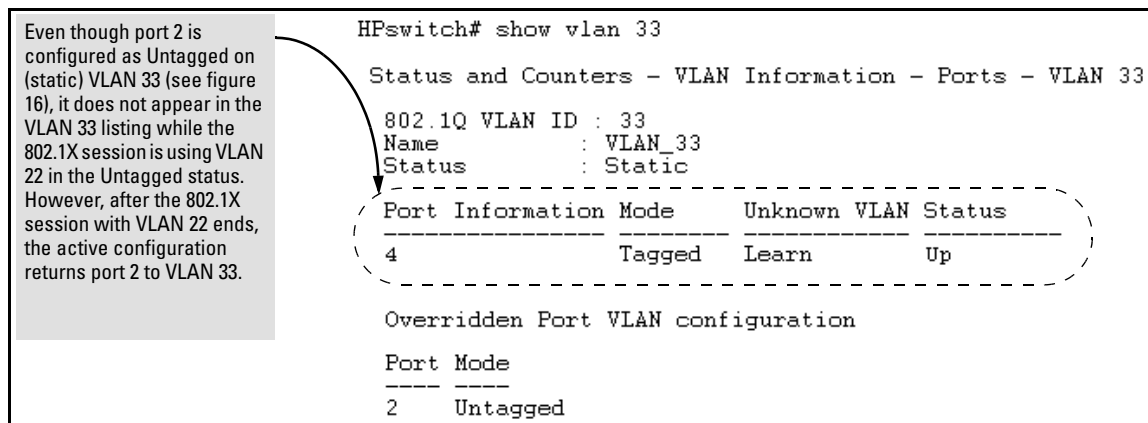 Even though port 2 is
configured as Untagged on
(static) VLAN 33 (see figure
16), it does not appear in the
VLAN 33 listing while the
802.1X session is using VLAN
22 in the Untagged status.
However, after the 802.1X
session with VLAN 22 ends,
the active configuration
returns port 2 to VLAN 33.
HPswitch# show vlan 33
Status and Counters - VLAN Information - Ports - VLAN 33
802.1Q VLAN ID : 33
Name : VLAN_33
Status : Static
Port Information Mode Unknown VLAN Status
---------------- -------- ------------ ----------
4 Tagged Learn Up
Overridden Port VLAN configuration
Port Mode
---- ----
2 Untagged